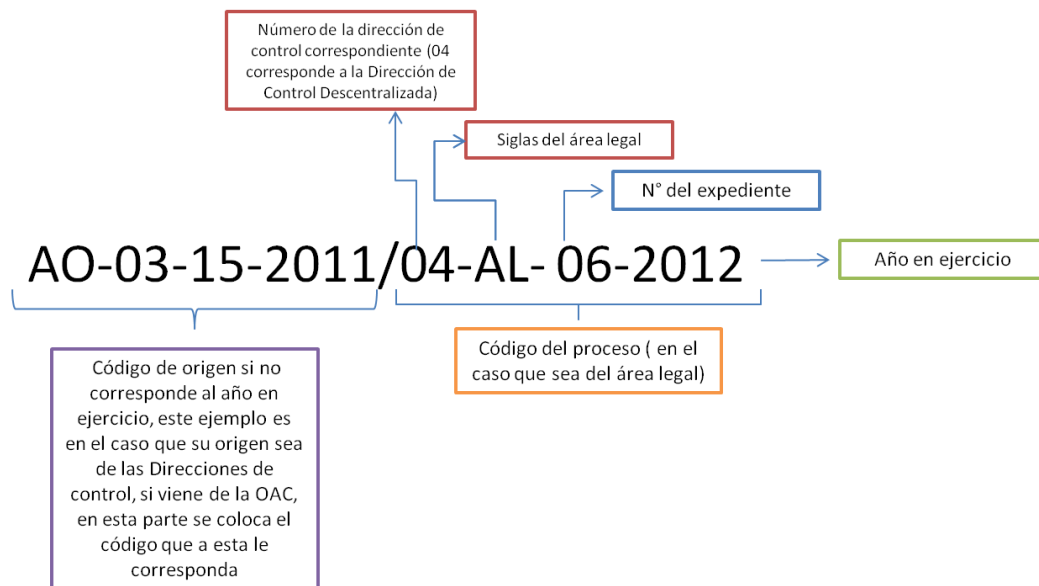 Número de la dirección de
control correspondiente (04
corresponde a la Dirección de
Control Descentralizada)
Siglas del área legal
N° del expediente
AO-03-15-2011/04-AL- 06-2012
Año en ejercicio
Código de origen si no
corresponde al año en
ejercicio, este ejemplo es
en el caso que su origen sea
de las Direcciones de
control, si viene de la OAC,
en esta parte se coloca el
código que a esta le
corresponda
Código del proceso ( en el
caso que sea del área legal)